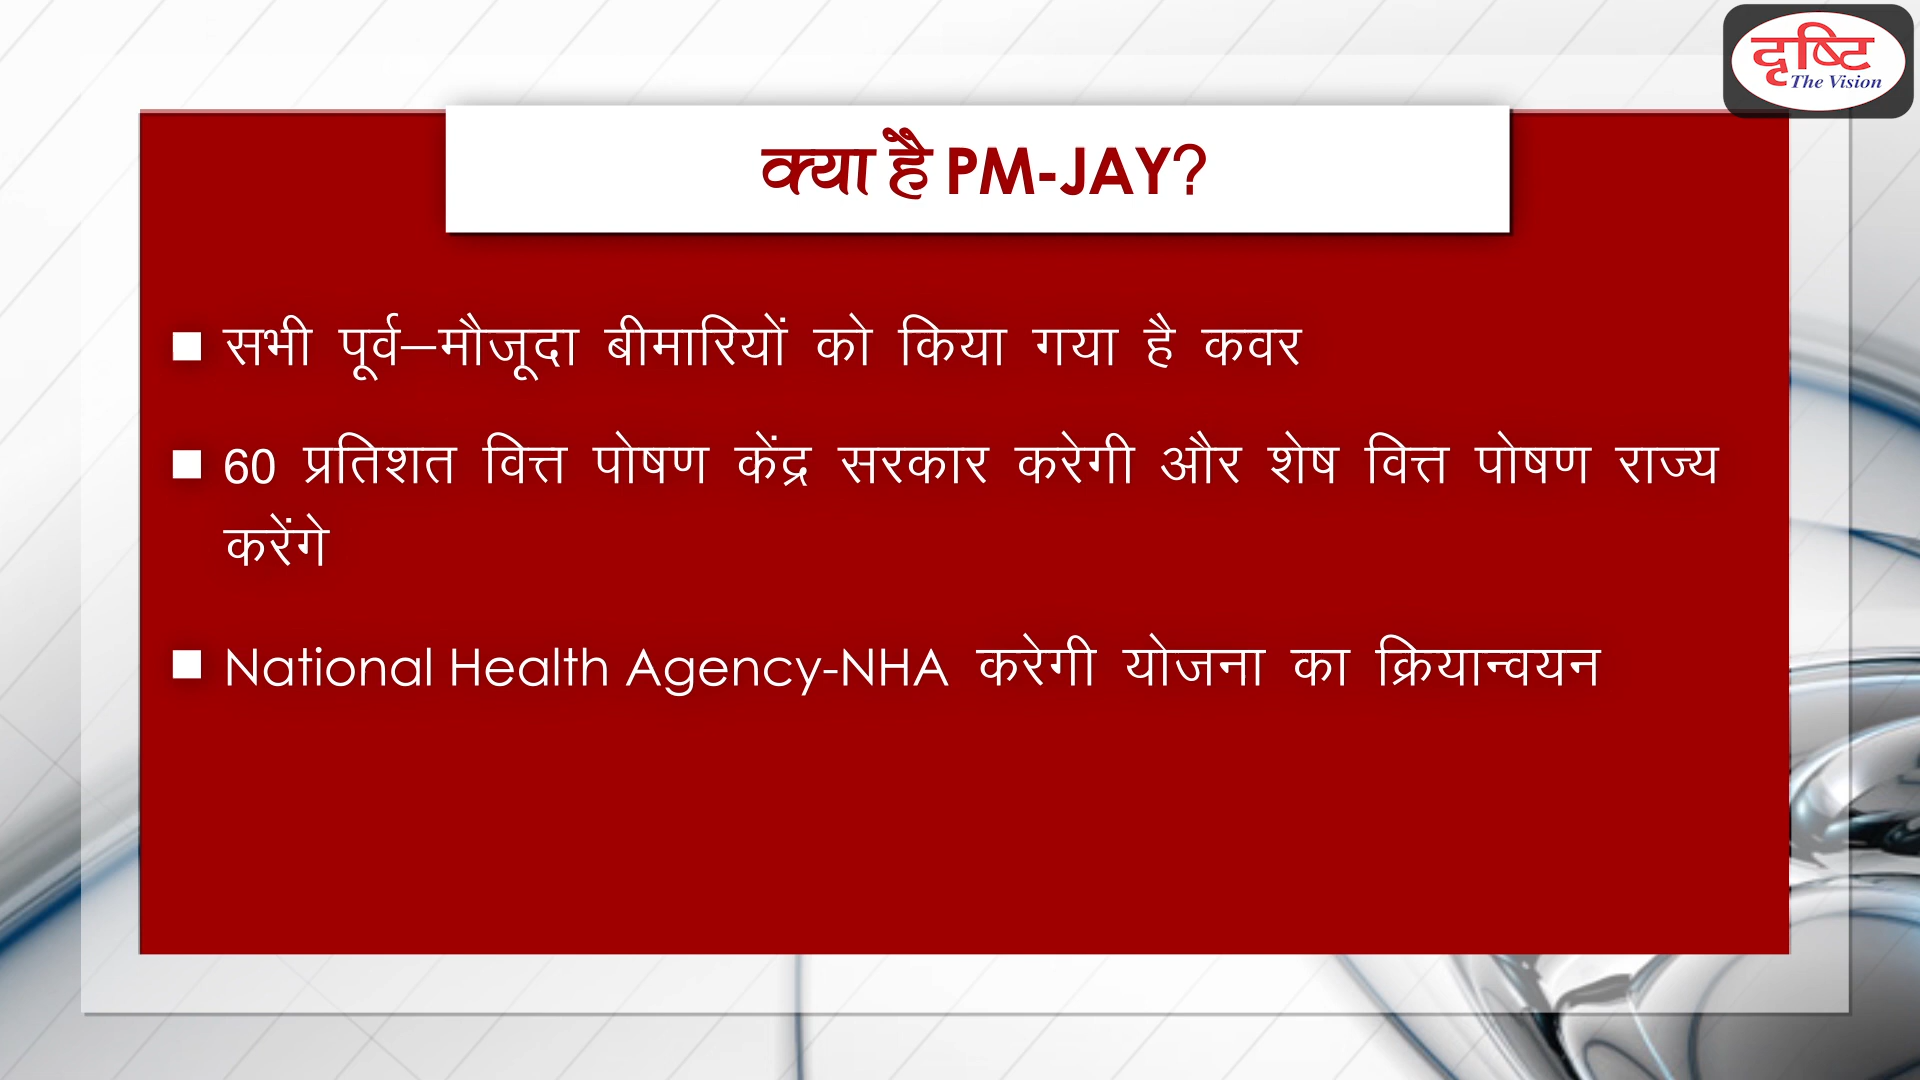 दृष्टि
The Vision
क्या है PM-JAY?
■ सभी पूर्व–मौजूदा बीमारियों को किया गया है कवर
■ 60 प्रतिशत वित्त पोषण केंद्र सरकार करेगी और शेष वित्त पोषण राज्य
करेंगे
■ National Health Agency-NHA करेगी योजना का क्रियान्वयन